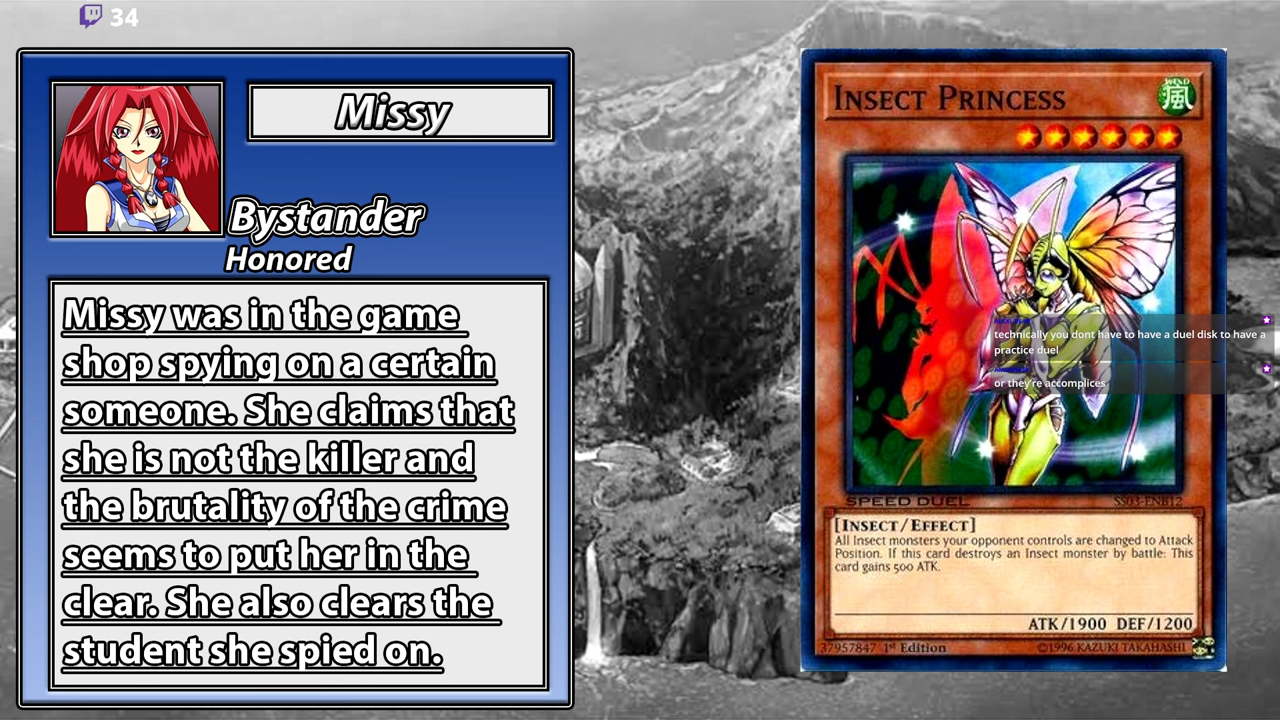 34
Missy
Bystander
Honored
Missy was in the game
shop spying on a certain
someone. She claims that
she is not the killer and
the brutality of the crime
seems to put her in the
clear. She also clears the
student she spied on.
INSECT PRINCESS
WIND
風
technically you dont have to have a duel disk to have a
practice duel
or they're accomplices
SPEED DUEL
SS03-ENB12
[INSECT/EFFECT]
All Insect monsters your opponent controls are changed to Attack
Position. If this card destroys an Insect monster by battle: This
card gains 500 ATK.
ATK/1900 DEF/1200
37957847 1st Edition
©1996 KAZUKI TAKAHASHI